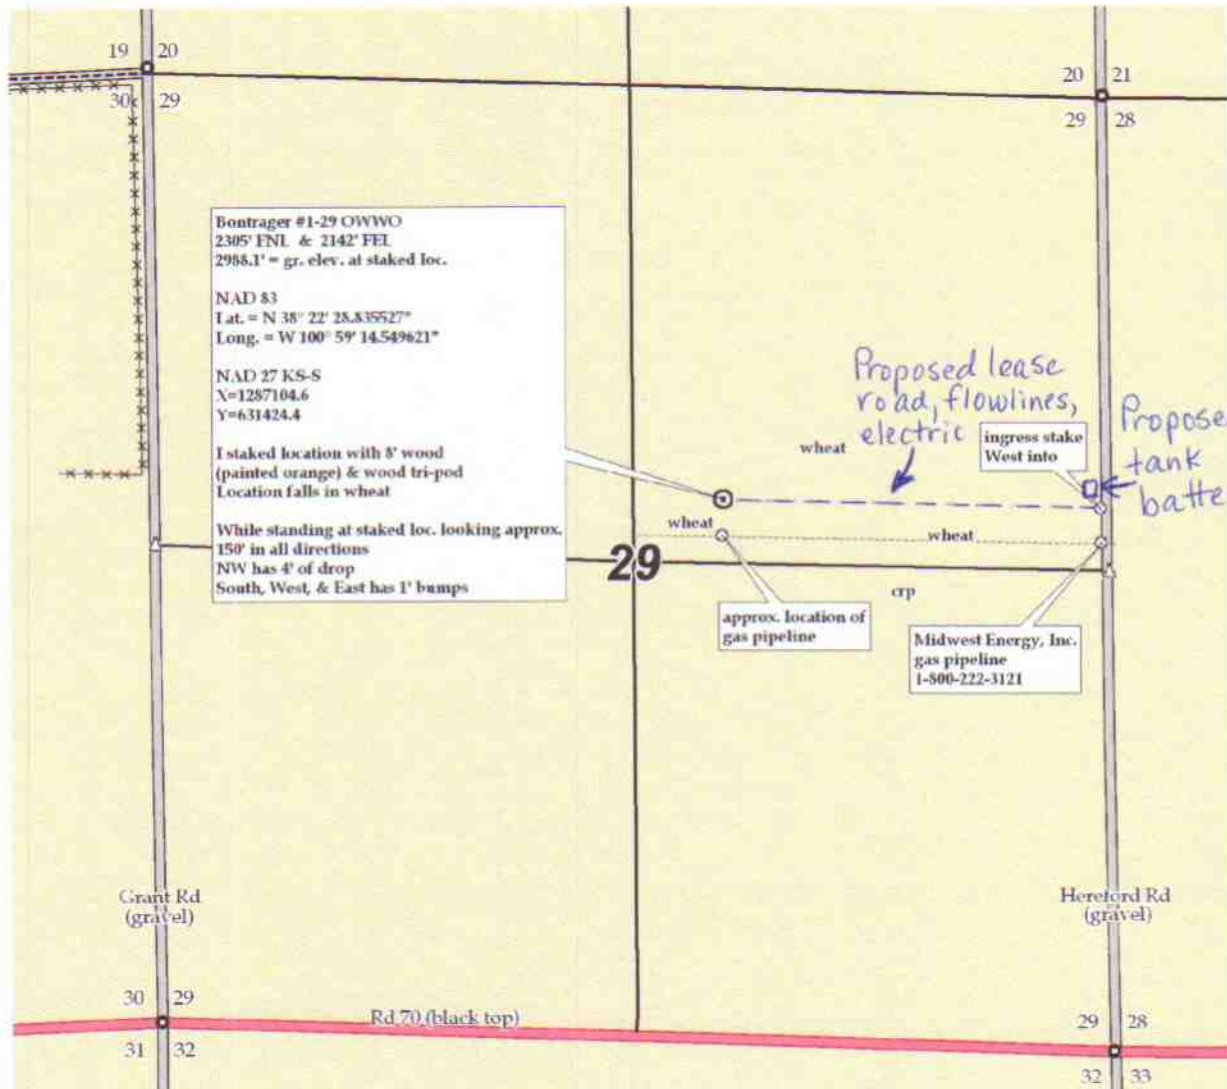 19 20
30 29
20 21
29 28
Bontrager #1-29 OWWO
2305' FNL & 2142' FEL
2988.1' = gr. elev. at staked loc.
NAD 83
Lat. = N 38° 22' 28.835527"
Long. = W 100° 59' 14.549621"
NAD 27 KS-S
X=1287104.6
Y=631424.4
I staked location with 8' wood
(painted orange) & wood tri-pod
Location falls in wheat
While standing at staked loc. looking approx.
150' in all directions
NW has 4' of drop
South, West, & East has 1' bumps
Proposed lease
road, flowlines,
electric
wheat
ingress stake
West into
Propose
tank
batte
wheat
wheat
29
crp
approx. location of
gas pipeline
Midwest Energy, Inc.
gas pipeline
1-800-222-3121
Grant Rd
(gravel)
Hereford Rd
(gravel)
30 29
31 32
Rd 70 (black top)
29 28
32 33